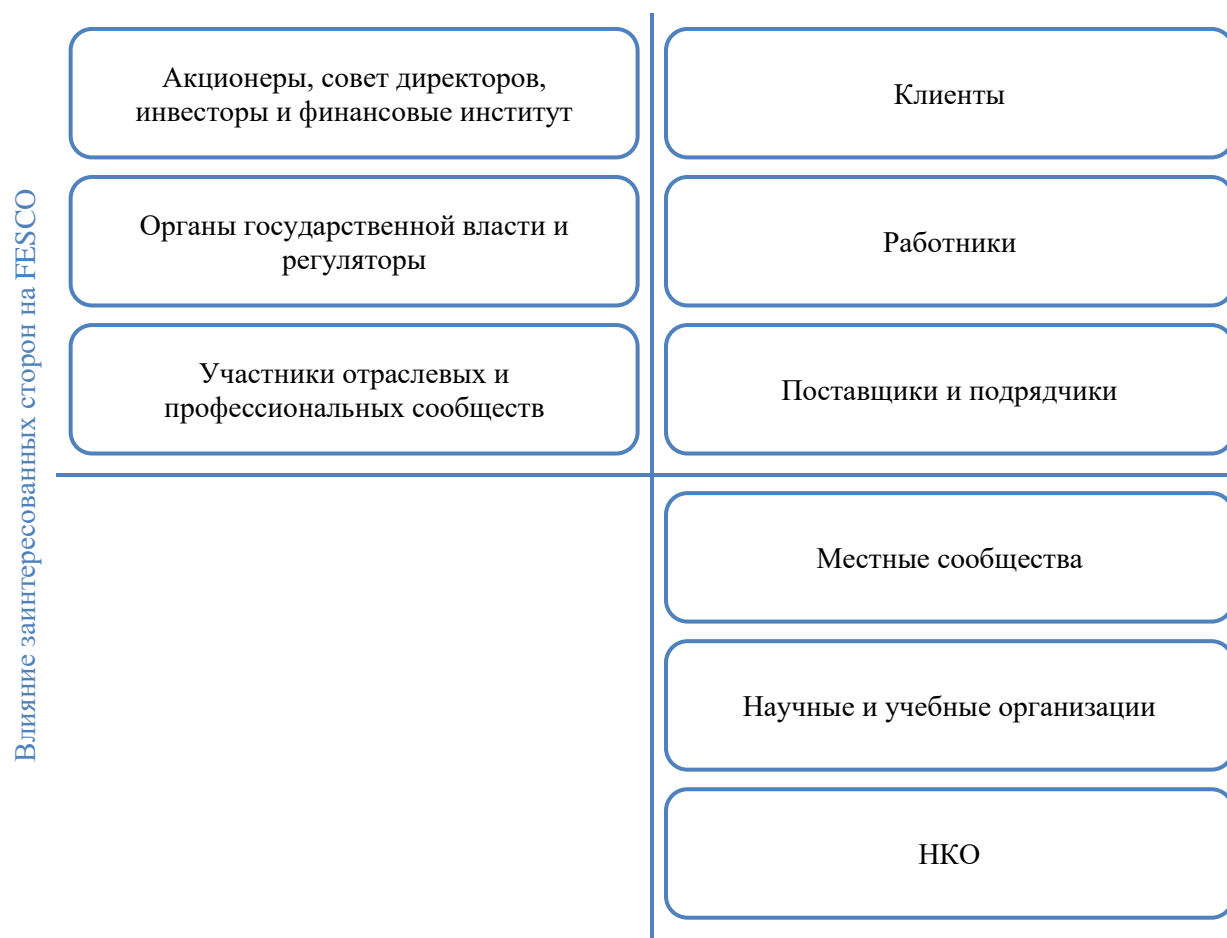 Влияние заинтересованных сторон на FESCO
Акционеры, совет директоров,
инвесторы и финансовые институт
Клиенты
Органы государственной власти и
регуляторы
Работники
Участники отраслевых и
профессиональных сообществ
Поставщики и подрядчики
Местные сообщества
Научные и учебные организации
НКО